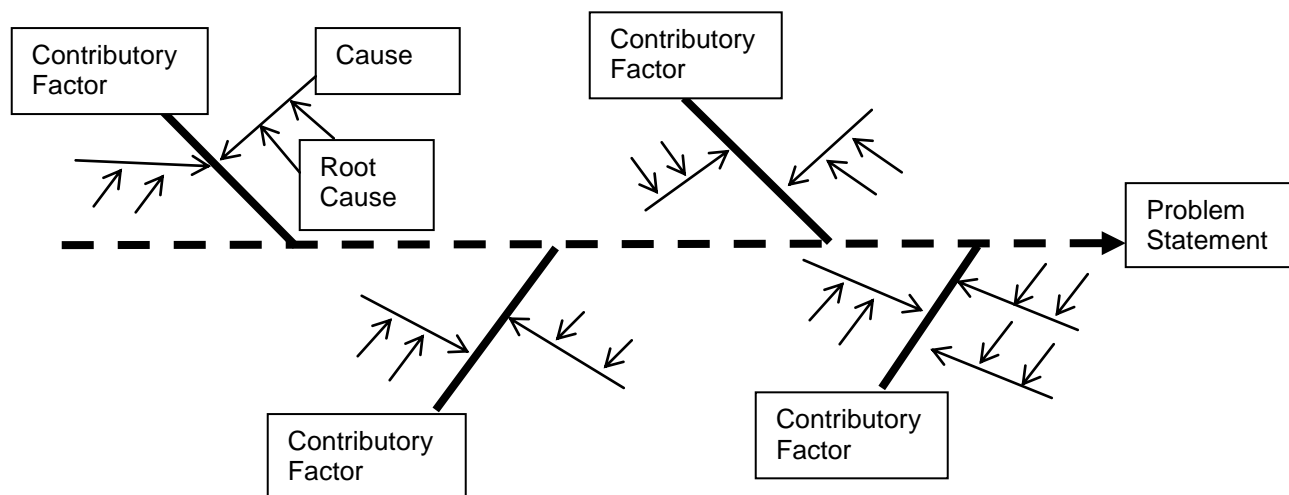 Contributory
Factor
Cause
Root
Cause
Contributory
Factor
Problem
Statement
Contributory
Factor
Contributory
Factor